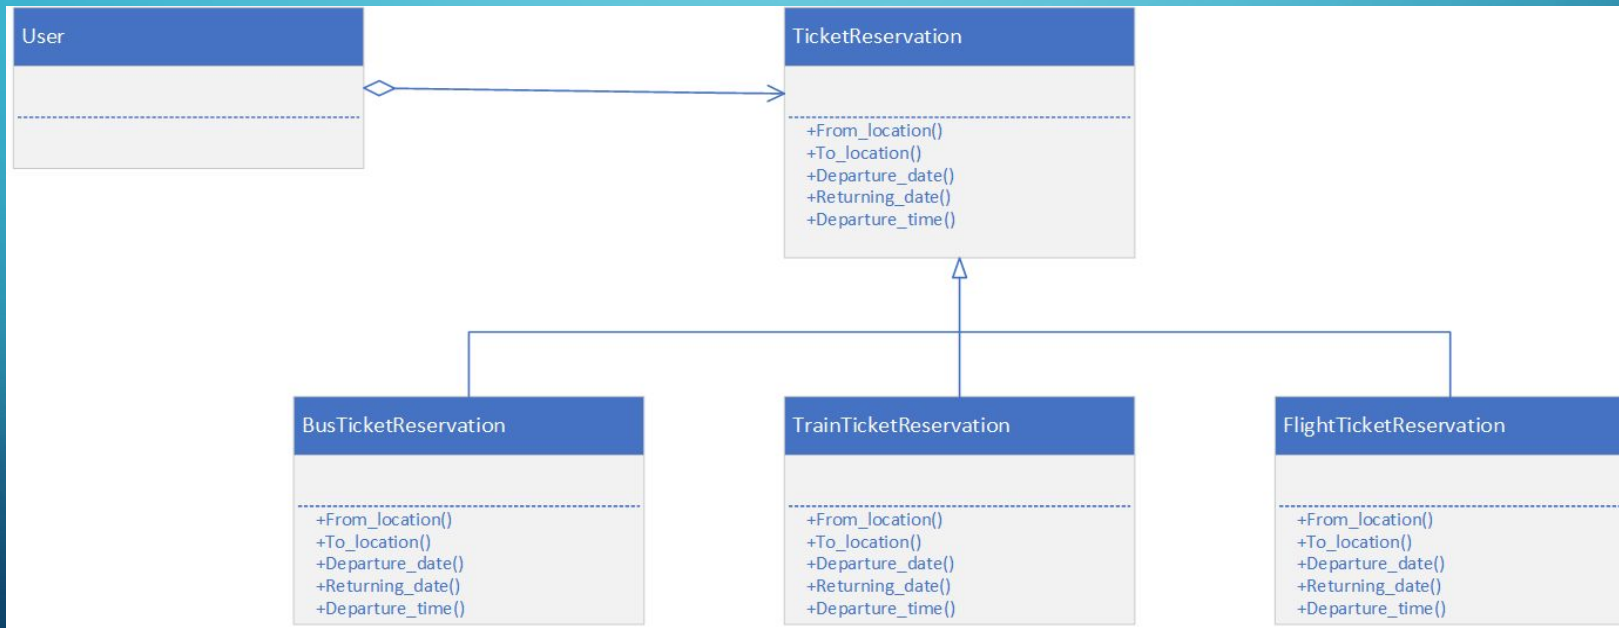 User
TicketReservation
+From_location()
+To_location()
+Departure_date()
+Returning_date()
+Departure_time()
BusTicketReservation
+From_location()
+To_location()
+Departure_date()
+Returning_date()
+Departure_time()
TrainTicketReservation
+From_location()
+To_location()
+Departure_date()
+Returning_date()
+Departure_time()
FlightTicketReservation
+From_location()
+To_location()
+Departure_date()
+Returning_date()
+Departure_time()